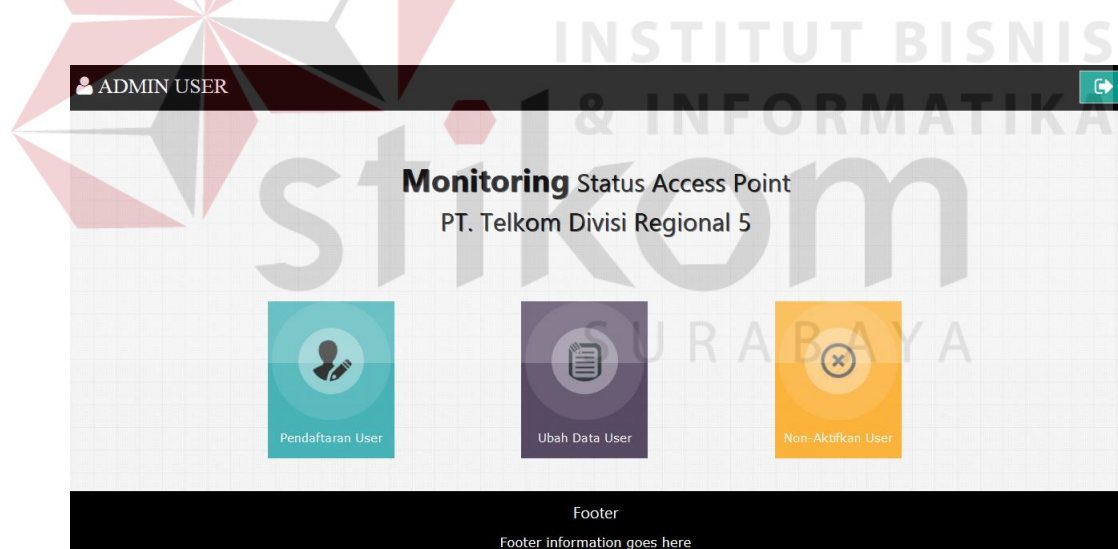 INSTITUT BISNIS
ADMIN USER
& INFORMATIKA
stikom
Monitoring Status Access Point
PT. Telkom Divisi Regional 5
SURABAYA
Pendaftaran User
Ubah Data User
Non-Aktifkan User
Footer
Footer information goes here